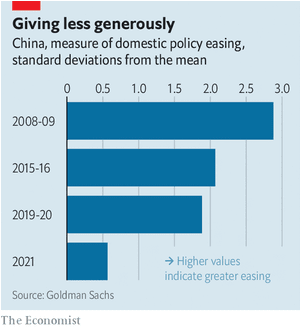 Giving less generously
China, measure of domestic policy easing,
standard deviations from the mean
0 0.5 1.0 1.5 2.0 2.5 3.0
2008-09
2015-16
2019-20
2021
→ Higher values
indicate greater easing
Source: Goldman Sachs
The Economist